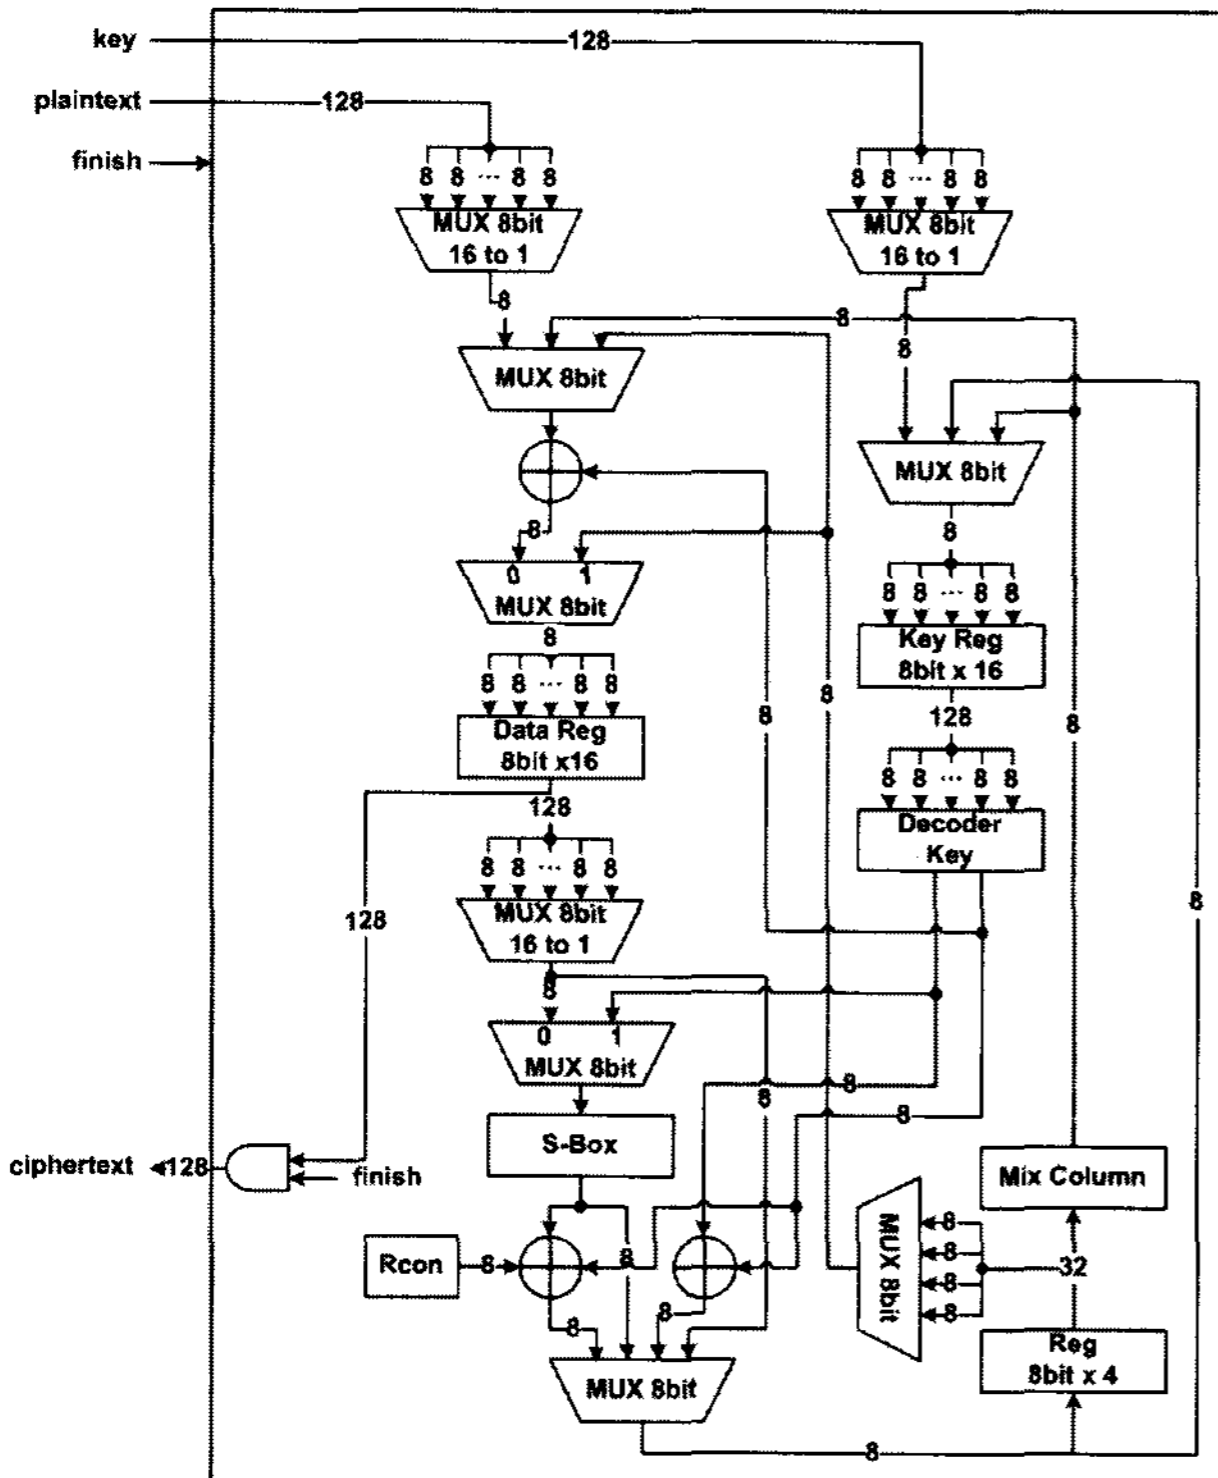 key
128
plaintext
128
finish
8 8 ... 8 8
8 8 ... 8 8
MUX 8bit
16 to 1
MUX 8bit
16 to 1
8
8
8
MUX 8bit
MUX 8bit
8
8
0 1
MUX 8bit
8 8 ... 8 8
Key Reg
8bit x 16
8
8 8 ... 8 8
8
8
8
128
Data Reg
8bit x16
8 8 ... 8 8
128
Decoder
Key
8 8 ... 8 8
8
128
MUX 8bit
16 to 1
8
0 1
MUX 8bit
8
8
8
S-Box
ciphertext
128
finish
Mix Column
MUX 8bit
8
8
8
8
32
Rcon
8
8
8
8
Reg
8bit x 4
MUX 8bit
8